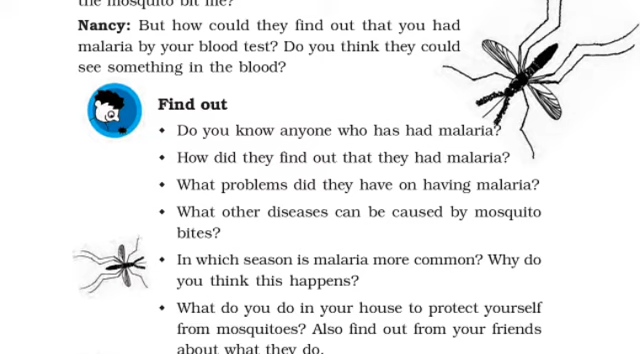 the mosquito bit me?
Nancy: But how could they find out that you had
malaria by your blood test? Do you think they could
see something in the blood?
Find out
• Do you know anyone who has had malaria?
• How did they find out that they had malaria?
• What problems did they have on having malaria?
• What other diseases can be caused by mosquito
bites?
• In which season is malaria more common? Why do
you think this happens?
• What do you do in your house to protect yourself
from mosquitoes? Also find out from your friends
about what they do.